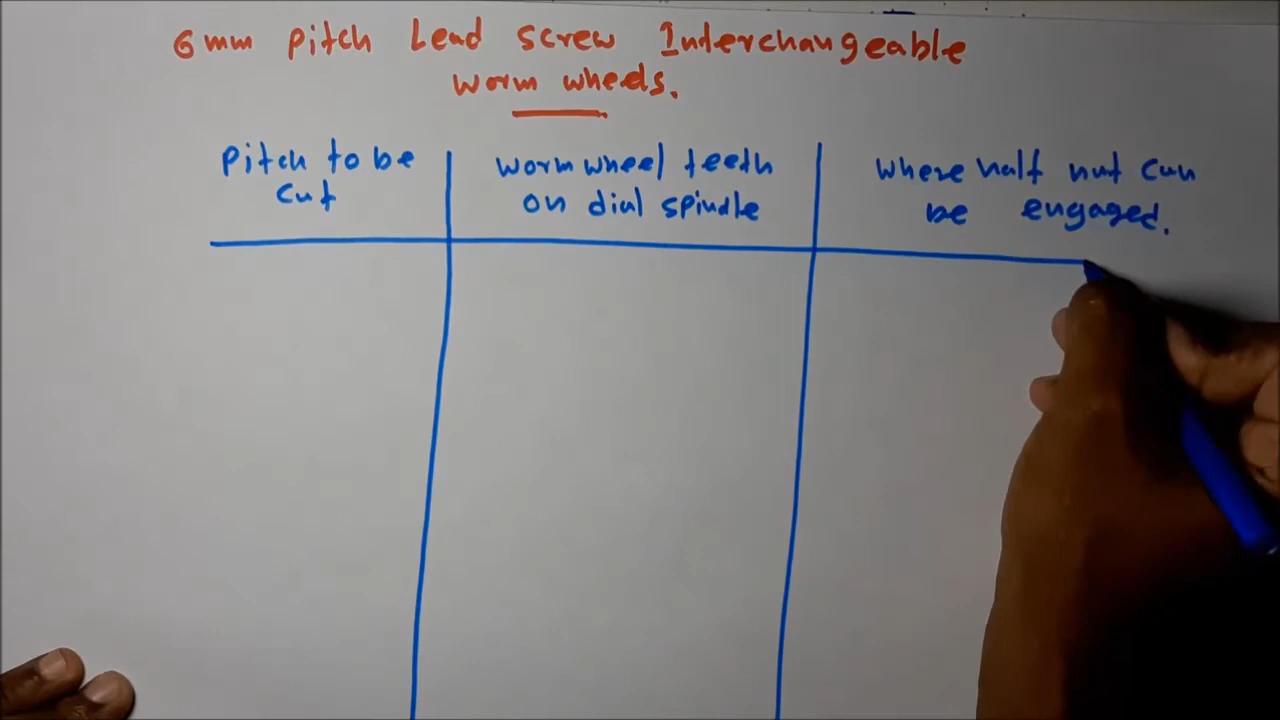 6mm Pitch Lead screw Interchangeable
worm wheels.
Pitch to be
cut
worm wheel teeth
on dial spindle
where half nut can
be engaged.